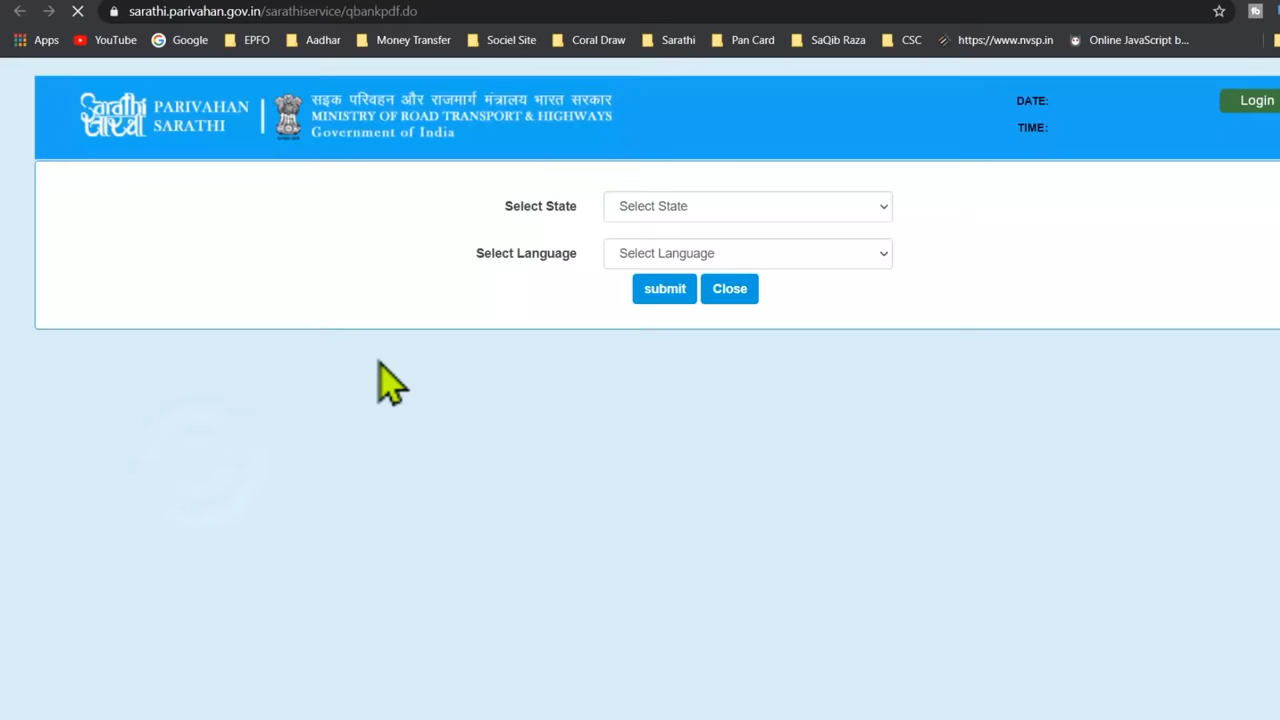 sarathi.parivahan.gov.in/sarathiservice/qbankpdf.do
Apps YouTube Google EPFO Aadhar Money Transfer Sociel Site Coral Draw Sarathi Pan Card SaQib Raza CSC https://www.nvsp.in Online JavaScript b...
Sarathi PARIVAHAN SARATHI
सड़क परिवहन और राजमार्ग मंत्रालय भारत सरकार
MINISTRY OF ROAD TRANSPORT & HIGHWAYS
Government of India
DATE:
TIME:
Login
Select State Select State
Select Language Select Language
submit Close